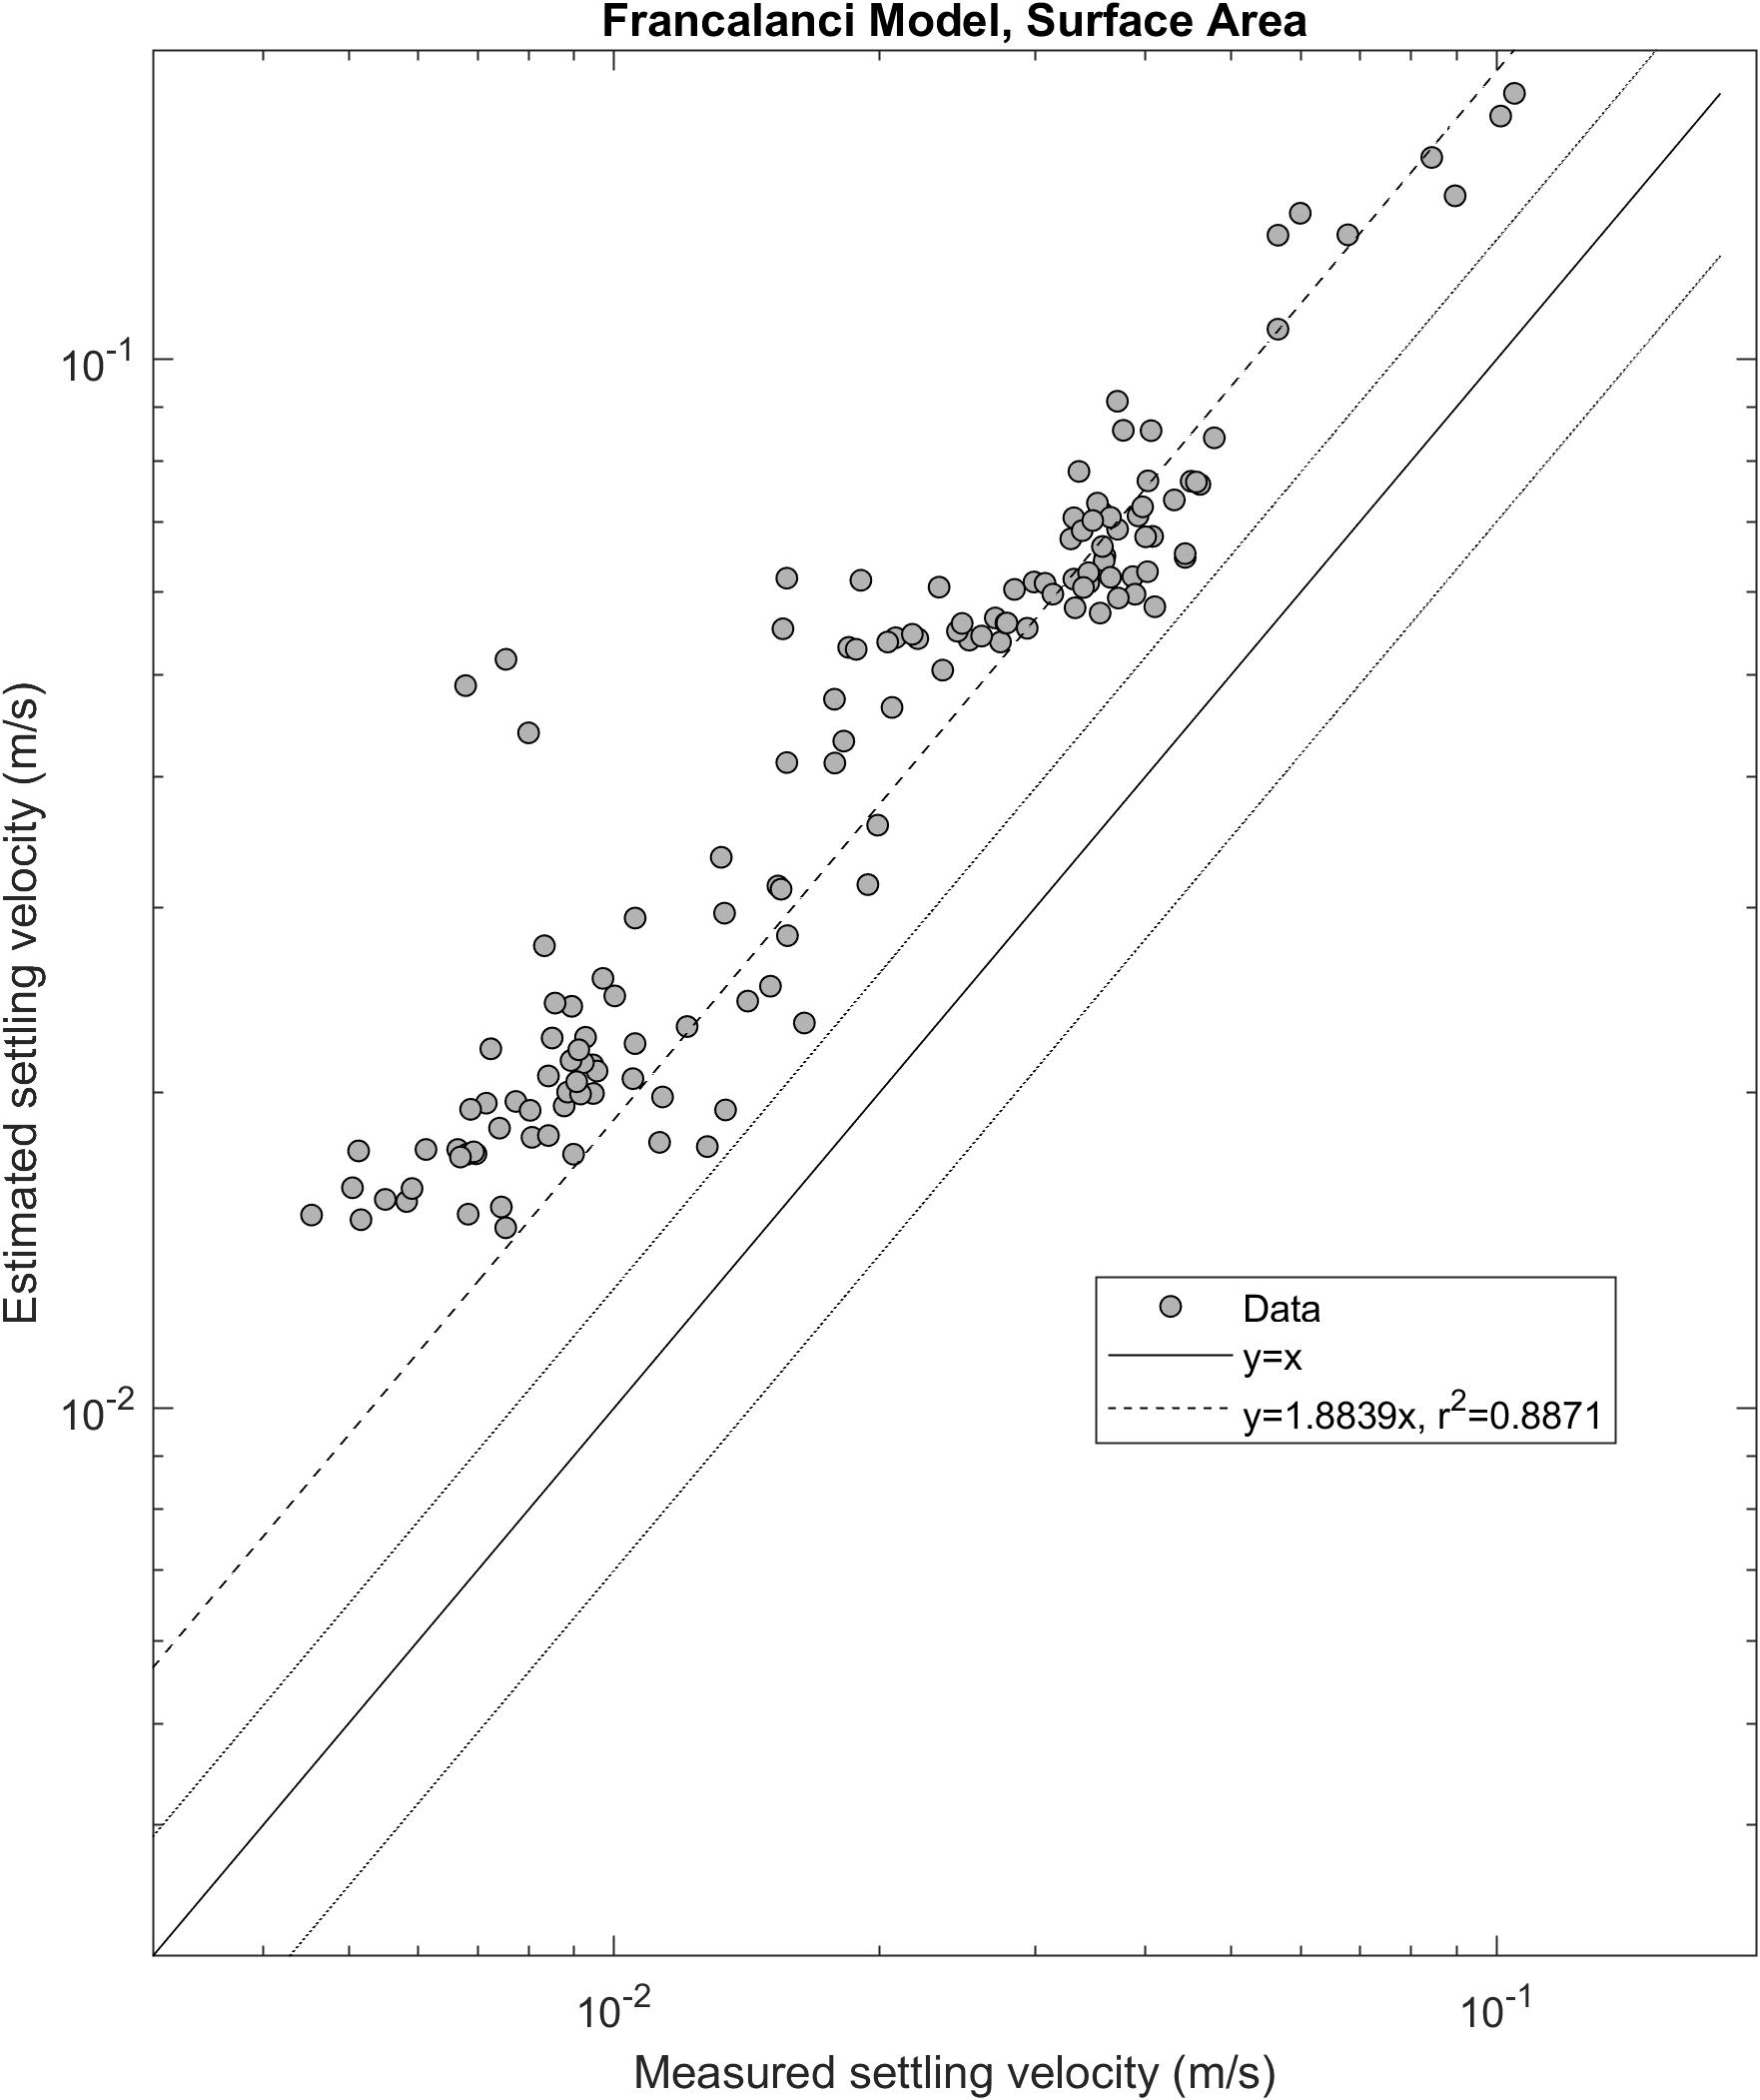 Francalanci Model, Surface Area
Estimated settling velocity (m/s)
10⁻¹
10⁻²
Data
y=x
y=1.8839x, r²=0.8871
10⁻²
10⁻¹
Measured settling velocity (m/s)